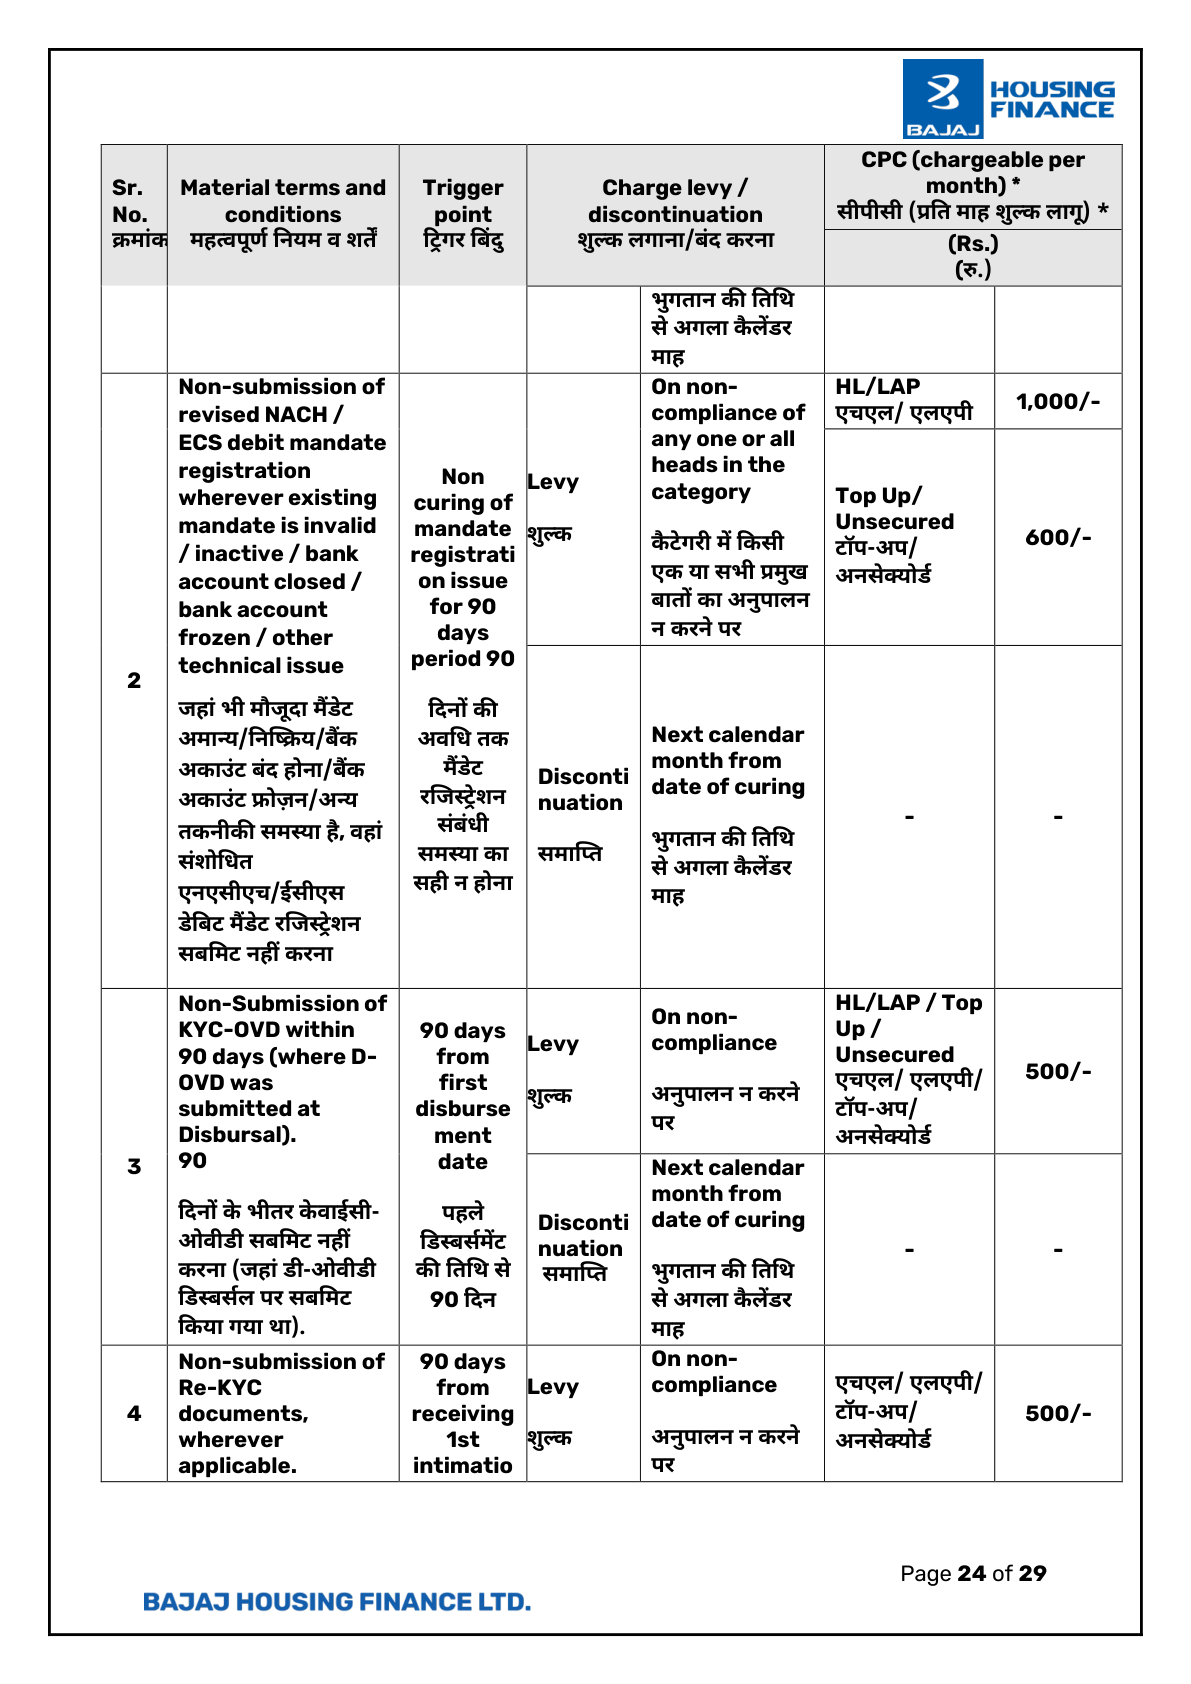 BAJAJ
HOUSING
FINANCE
Sr.
No.
क्रमांक
Material terms and
conditions
महत्वपूर्ण नियम व शर्तें
Trigger
point
ट्रिगर बिंदु
Charge levy /
discontinuation
शुल्क लगाना/बंद करना
CPC (chargeable per
month) *
सीपीसी (प्रति माह शुल्क लागू) *
(Rs.)
(रु.)
भुगतान की तिथि
से अगला कैलेंडर
माह
2
Non-submission of
revised NACH /
ECS debit mandate
registration
wherever existing
mandate is invalid
/ inactive / bank
account closed /
bank account
frozen / other
technical issue
जहां भी मौजूदा मैंडेट
अमान्य/निष्क्रिय/बैंक
अकाउंट बंद होना/बैंक
अकाउंट फ्रोज़न/अन्य
तकनीकी समस्या है, वहां
संशोधित
एनएसीएच/ईसीएस
डेबिट मैंडेट रजिस्ट्रेशन
सबमिट नहीं करना
Non
curing of
mandate
registrati
on issue
for 90
days
period 90
दिनों की
अवधि तक
मैंडेट
रजिस्ट्रेशन
संबंधी
समस्या का
सही न होना
Levy
शुल्क
On non-
compliance of
any one or all
heads in the
category
कैटेगरी में किसी
एक या सभी प्रमुख
बातों का अनुपालन
न करने पर
HL/LAP
एचएल/ एलएपी
1,000/-
Top Up/
Unsecured
टॉप-अप/
अनसेक्योर्ड
600/-
Disconti
nuation
समाप्ति
Next calendar
month from
date of curing
भुगतान की तिथि
से अगला कैलेंडर
माह
-
-
3
Non-Submission of
KYC-OVD within
90 days (where D-
OVD was
submitted at
Disbursal).
90
दिनों के भीतर केवाईसी-
ओवीडी सबमिट नहीं
करना (जहां डी-ओवीडी
डिस्बर्सल पर सबमिट
किया गया था).
90 days
from
first
disburse
ment
date
पहले
डिस्बर्समेंट
की तिथि से
90 दिन
Levy
शुल्क
On non-
compliance
अनुपालन न करने
पर
HL/LAP / Top
Up /
Unsecured
एचएल/ एलएपी/
टॉप-अप/
अनसेक्योर्ड
500/-
Disconti
nuation
समाप्ति
Next calendar
month from
date of curing
भुगतान की तिथि
से अगला कैलेंडर
माह
-
-
4
Non-submission of
Re-KYC
documents,
wherever
applicable.
90 days
from
receiving
1st
intimatio
Levy
शुल्क
On non-
compliance
अनुपालन न करने
पर
एचएल/ एलएपी/
टॉप-अप/
अनसेक्योर्ड
500/-
Page 24 of 29
BAJAJ HOUSING FINANCE LTD.